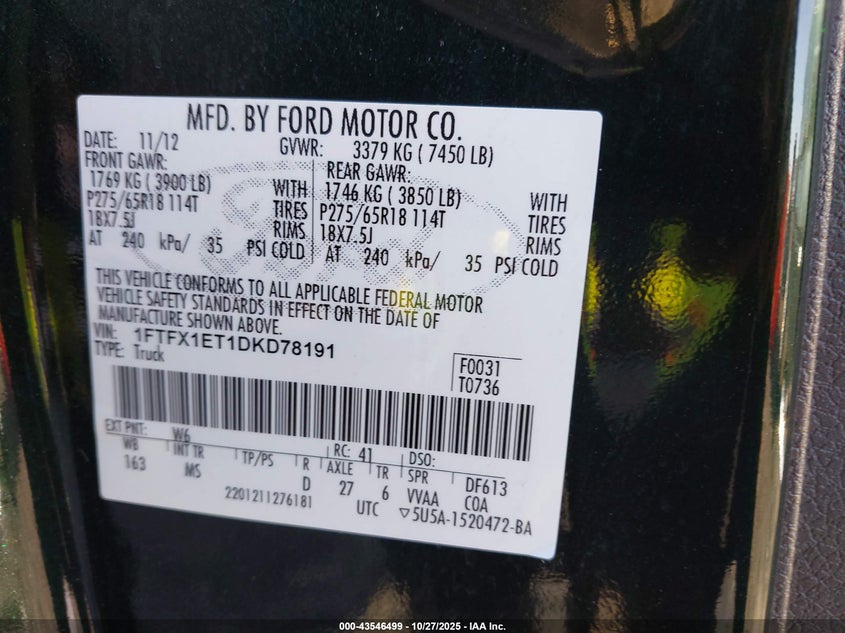 MFD. BY FORD MOTOR CO.
DATE: 11/12 GVWR: 3379 KG ( 7450 LB)
FRONT GAWR: REAR GAWR:
1769 KG ( 3900 LB) WITH 1746 KG ( 3850 LB) WITH
P275/65R18 114T TIRES P275/65R18 114T TIRES
18X7.5J RIMS 18X7.5J RIMS
AT 240 kPa/ 35 PSI COLD AT 240 kPa/ 35 PSI COLD
THIS VEHICLE CONFORMS TO ALL APPLICABLE FEDERAL MOTOR
VEHICLE SAFETY STANDARDS IN EFFECT ON THE DATE OF
MANUFACTURE SHOWN ABOVE.
VIN: 1FTFX1ET1DKD78191
TYPE: Truck
F0031
T0736
EXT PNT: W6 RC: 41 DSO:
WB INT TR TP/PS R AXLE TR SPR DF613
163 MS D 27 6 VVAA COA
2201211276181 UTC ▽5U5A-1520472-BA
000-43546499 - 10/27/2025 - IAA Inc.